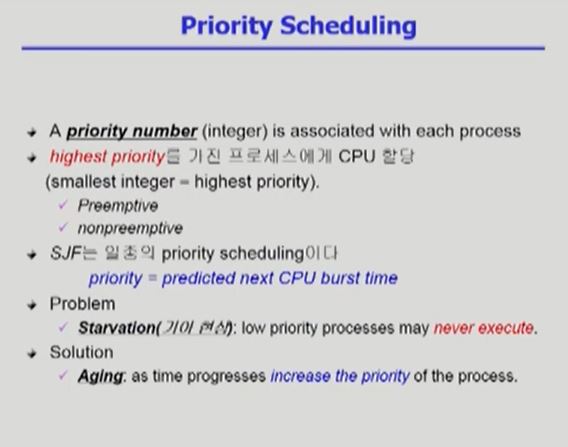 Priority Scheduling
A priority number (integer) is associated with each process
highest priority를 가진 프로세스에게 CPU 할당
(smallest integer = highest priority).
Preemptive
nonpreemptive
SJF는 일종의 priority scheduling이다
priority = predicted next CPU burst time
Problem
Starvation(기아 현상): low priority processes may never execute.
Solution
Aging: as time progresses increase the priority of the process.